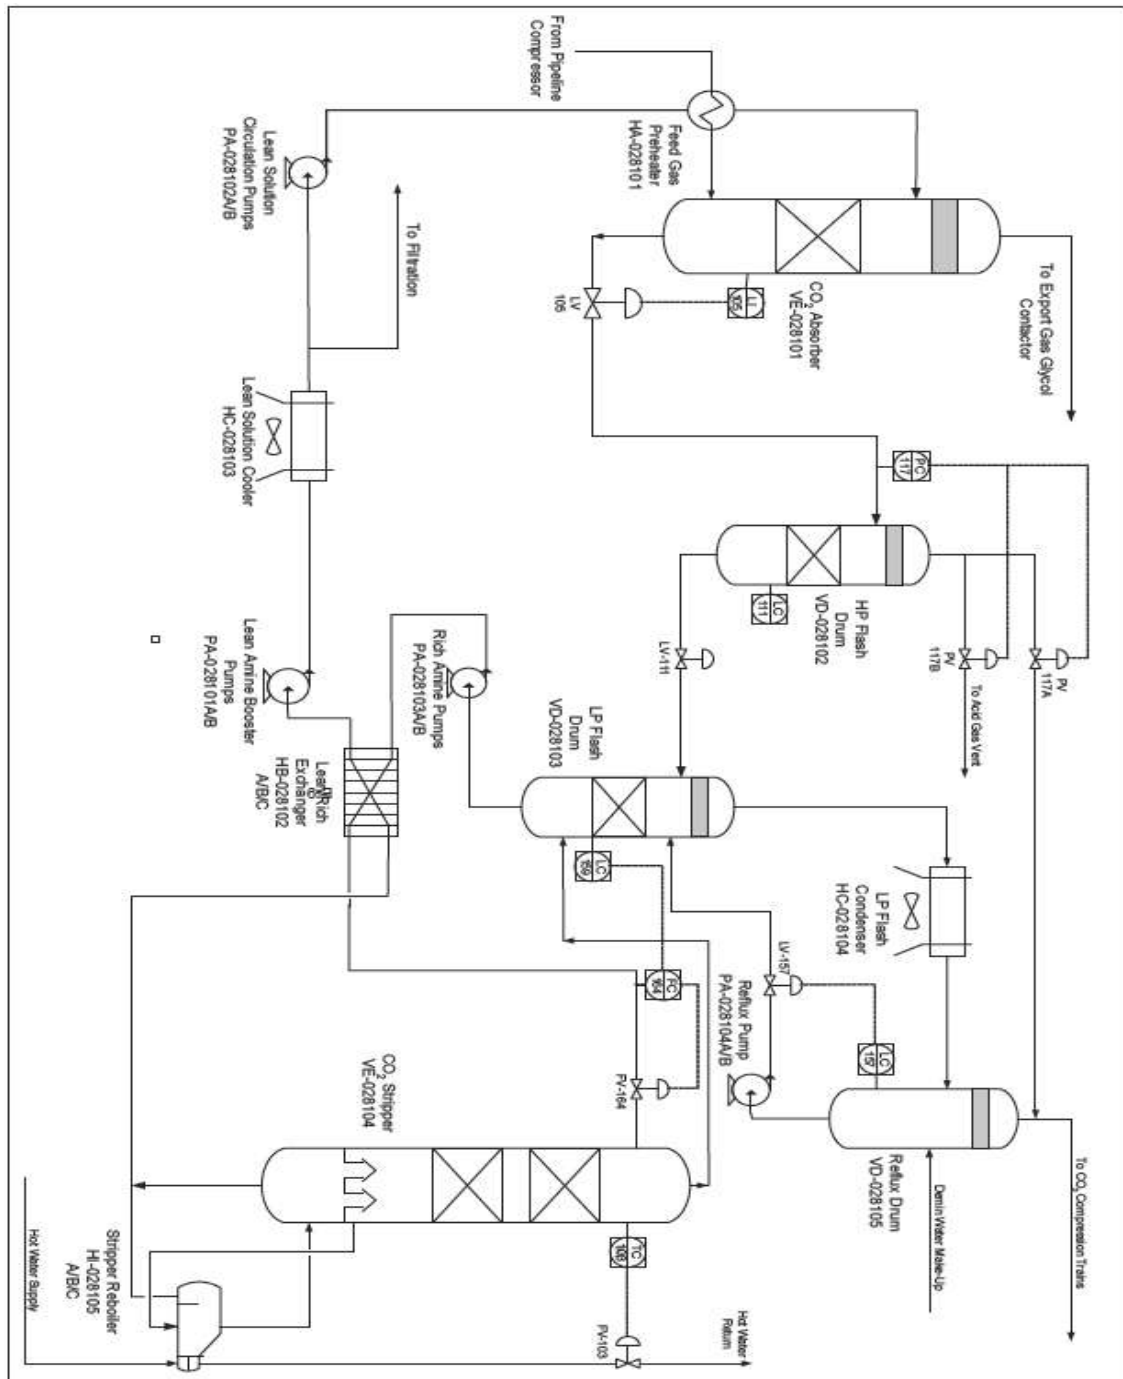 From Pipeline
Compressor
Feed Gas
Preheater
HA-028101
To Export Gas Glycol
Contactor
CO₂ Absorber
VE-028101
LI
105
LV
105
Lean Solution
Circulation Pumps
PA-028102A/B
To Filtration
Lean Solution Cooler
HC-028103
Lean Amine Booster
Pumps
PA-028101A/B
PC
117
PV
117A
PV
117B
To Acid Gas Vent
HP Flash
Drum
VD-028102
LC
111
LV-111
Rich Amine Pumps
PA-028103A/B
LP Flash
Drum
VD-028103
LC
159
Lean/Rich
Exchanger
HB-028102
A/B/C
LP Flash
Condenser
HC-028104
LV-157
LC
157
Reflux Pump
PA-028104A/B
Reflux Drum
VD-028105
Demin Water Make-Up
To CO₂ Compression Trains
FC
164
FV-164
CO₂ Stripper
VE-028104
TC
108
FV-103
Hot Water
Return
Stripper Reboiler
HI-028105
A/B/C
Hot Water Supply